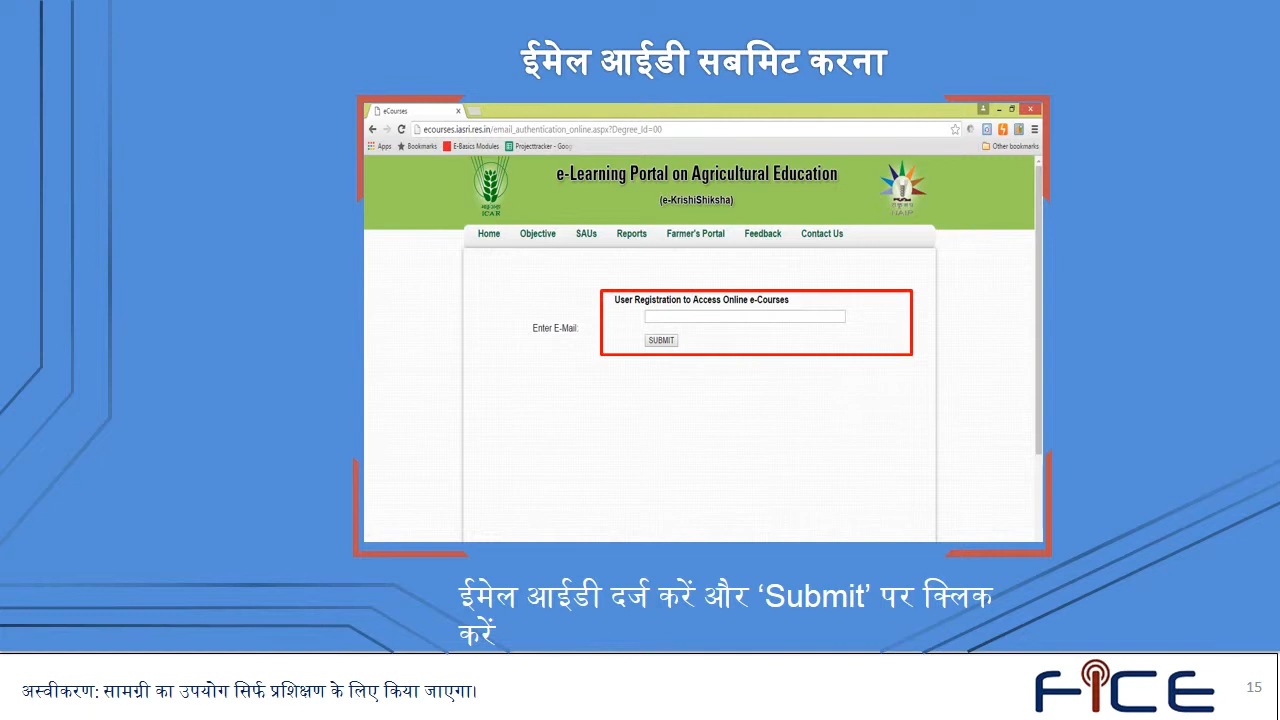 ईमेल आईडी सबमिट करना
eCourses
ecourses.iasri.res.in/email_authentication_online.aspx?Degree_Id=00
Apps Bookmarks E-Basics Modules Projecttracker - Goog Other bookmarks
e-Learning Portal on Agricultural Education
(e-KrishiShiksha)
ICAR
NAIP
Home Objective SAUs Reports Farmer's Portal Feedback Contact Us
User Registration to Access Online e-Courses
Enter E-Mail:
SUBMIT
ईमेल आईडी दर्ज करें और ‘Submit’ पर क्लिक
करें
अस्वीकरण: सामग्री का उपयोग सिर्फ प्रशिक्षण के लिए किया जाएगा।
FICE
15